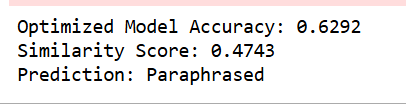 Optimized Model Accuracy: 0.6292
Similarity Score: 0.4743
Prediction: Paraphrased